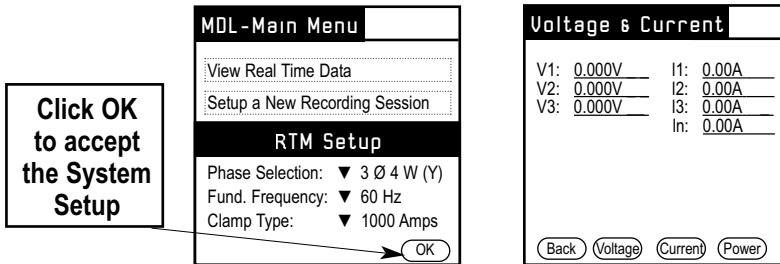 Click OK
to accept
the System
Setup
MDL-Main Menu
View Real Time Data
Setup a New Recording Session
RTM Setup
Phase Selection: ▼ 3 Ø 4 W (Y)
Fund. Frequency: ▼ 60 Hz
Clamp Type: ▼ 1000 Amps
OK
Voltage & Current
V1: 0.000V I1: 0.00A
V2: 0.000V I2: 0.00A
V3: 0.000V I3: 0.00A
In: 0.00A
Back Voltage Current Power